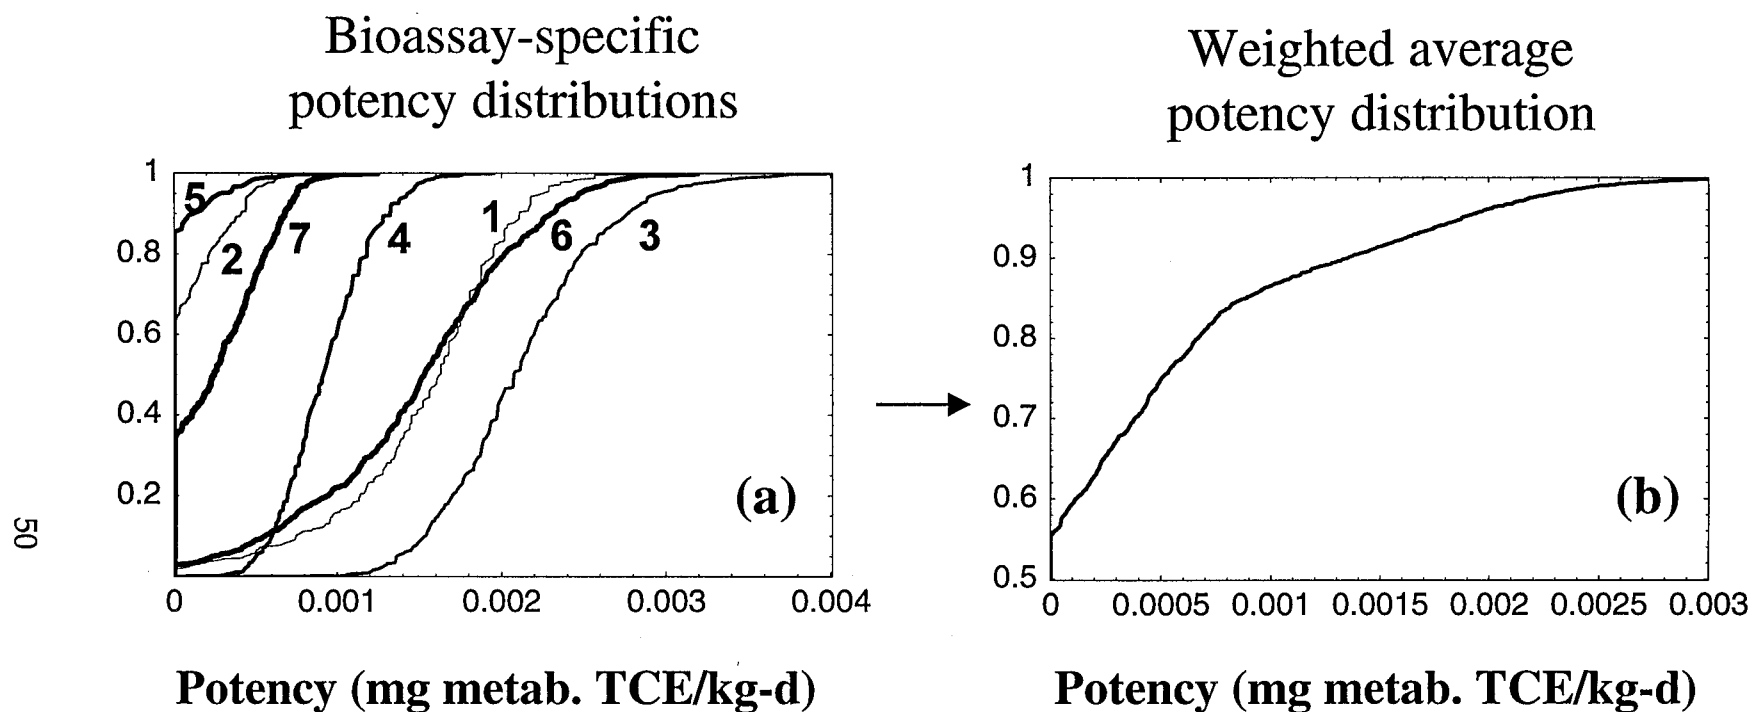 Bioassay-specific
potency distributions
1
0.8
0.6
0.4
0.2
5
2
7
4
1
6
3
(a)
0 0.001 0.002 0.003 0.004
Potency (mg metab. TCE/kg-d)
Weighted average
potency distribution
1
0.9
0.8
0.7
0.6
0.5
(b)
0 0.0005 0.001 0.0015 0.002 0.0025 0.003
Potency (mg metab. TCE/kg-d)
50